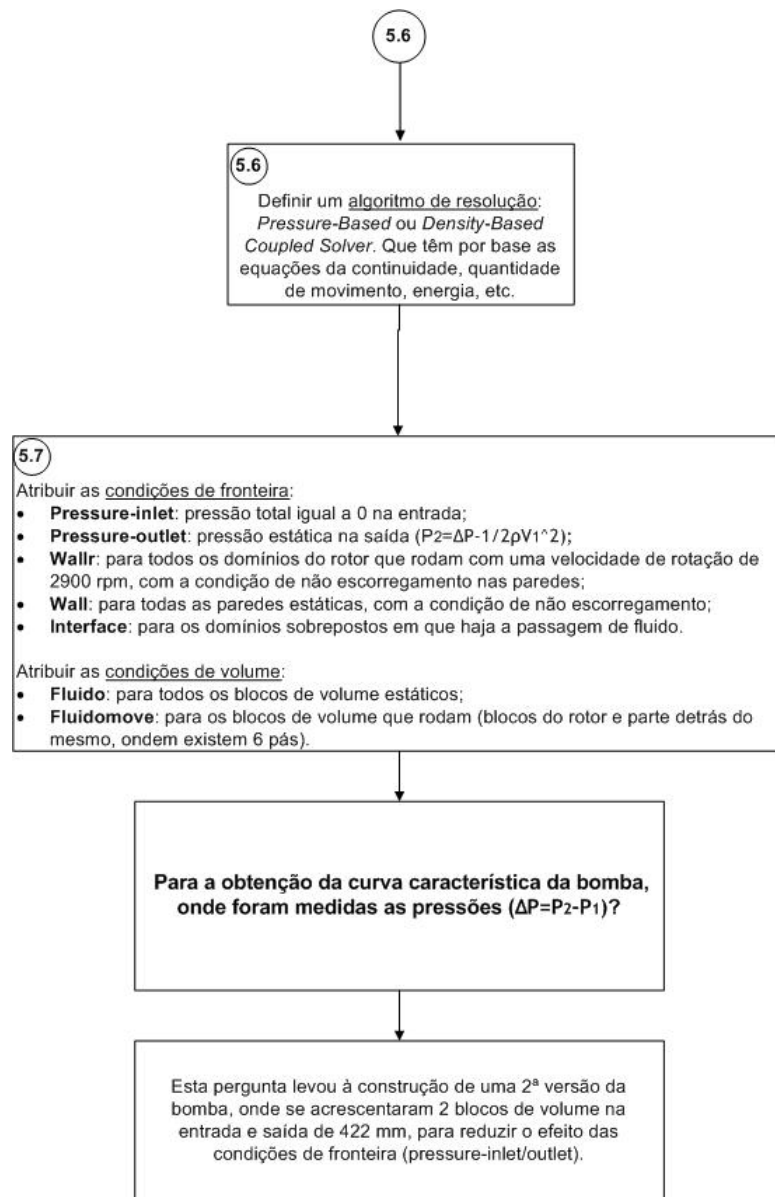 5.6
5.6
Definir um algoritmo de resolução:
Pressure-Based ou Density-Based
Coupled Solver. Que têm por base as
equações da continuidade, quantidade
de movimento, energia, etc.
5.7
Atribuir as condições de fronteira:
• Pressure-inlet: pressão total igual a 0 na entrada;
• Pressure-outlet: pressão estática na saída (P2=ΔP-1/2ρV1^2);
• Wallr: para todos os domínios do rotor que rodam com uma velocidade de rotação de
2900 rpm, com a condição de não escorregamento nas paredes;
• Wall: para todas as paredes estáticas, com a condição de não escorregamento;
• Interface: para os domínios sobrepostos em que haja a passagem de fluido.
Atribuir as condições de volume:
• Fluido: para todos os blocos de volume estáticos;
• Fluidomove: para os blocos de volume que rodam (blocos do rotor e parte detrás do
mesmo, ondem existem 6 pás).
Para a obtenção da curva característica da bomba,
onde foram medidas as pressões (ΔP=P2-P1)?
Esta pergunta levou à construção de uma 2ª versão da
bomba, onde se acrescentaram 2 blocos de volume na
entrada e saída de 422 mm, para reduzir o efeito das
condições de fronteira (pressure-inlet/outlet).